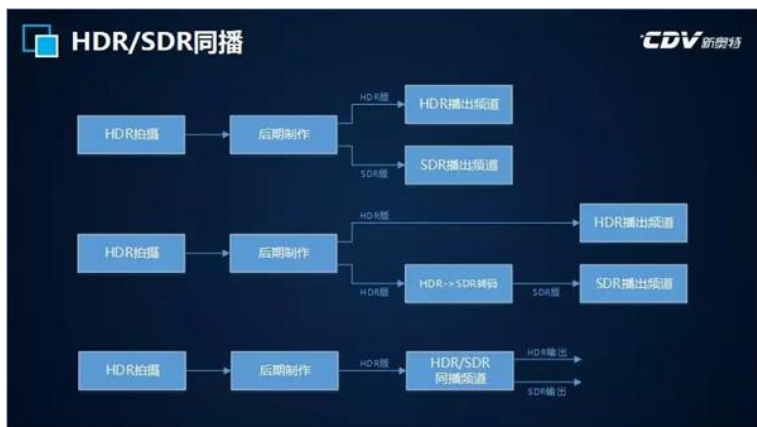 HDR/SDR同播
CDV新奥特
HDR拍摄
后期制作
HDR版
HDR播出频道
SDR版
SDR播出频道
HDR拍摄
后期制作
HDR版
HDR播出频道
HDR版
HDR->SDR转码
SDR版
SDR播出频道
HDR拍摄
后期制作
HDR版
HDR/SDR
同播频道
HDR输出
SDR输出